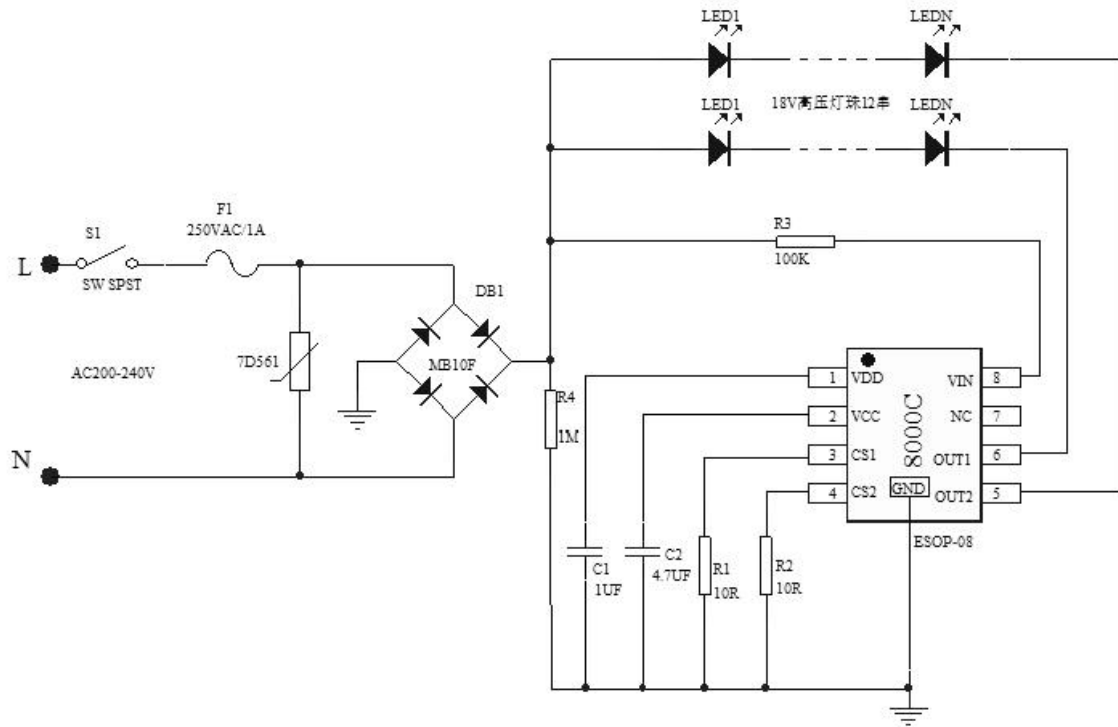 LED1
LEDN
LED1
18V高压灯珠12串
LEDN
F1
250VAC/1A
S1
R3
100K
L
SW SPST
DB1
7D561
MB10F
AC200-240V
R4
1M
1
VDD
VIN
8
2
VCC
NC
7
8000C
3
CS1
OUT1
6
4
CS2
GND
OUT2
5
N
ESOP-08
C1
1UF
C2
4.7UF
R1
10R
R2
10R